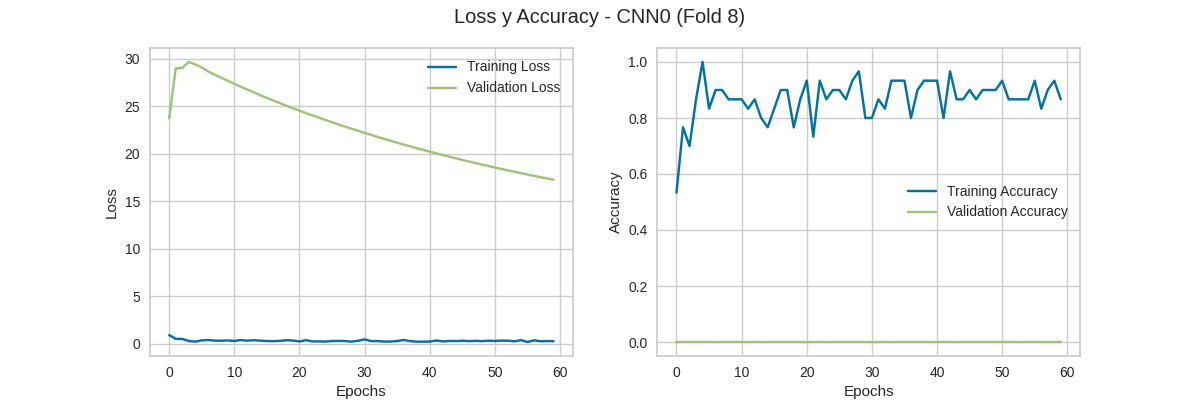 Loss y Accuracy - CNN0 (Fold 8)
30
25
20
15
10
5
0
Loss
Training Loss
Validation Loss
0 10 20 30 40 50 60
Epochs
1.0
0.8
0.6
0.4
0.2
0.0
Accuracy
Training Accuracy
Validation Accuracy
0 10 20 30 40 50 60
Epochs